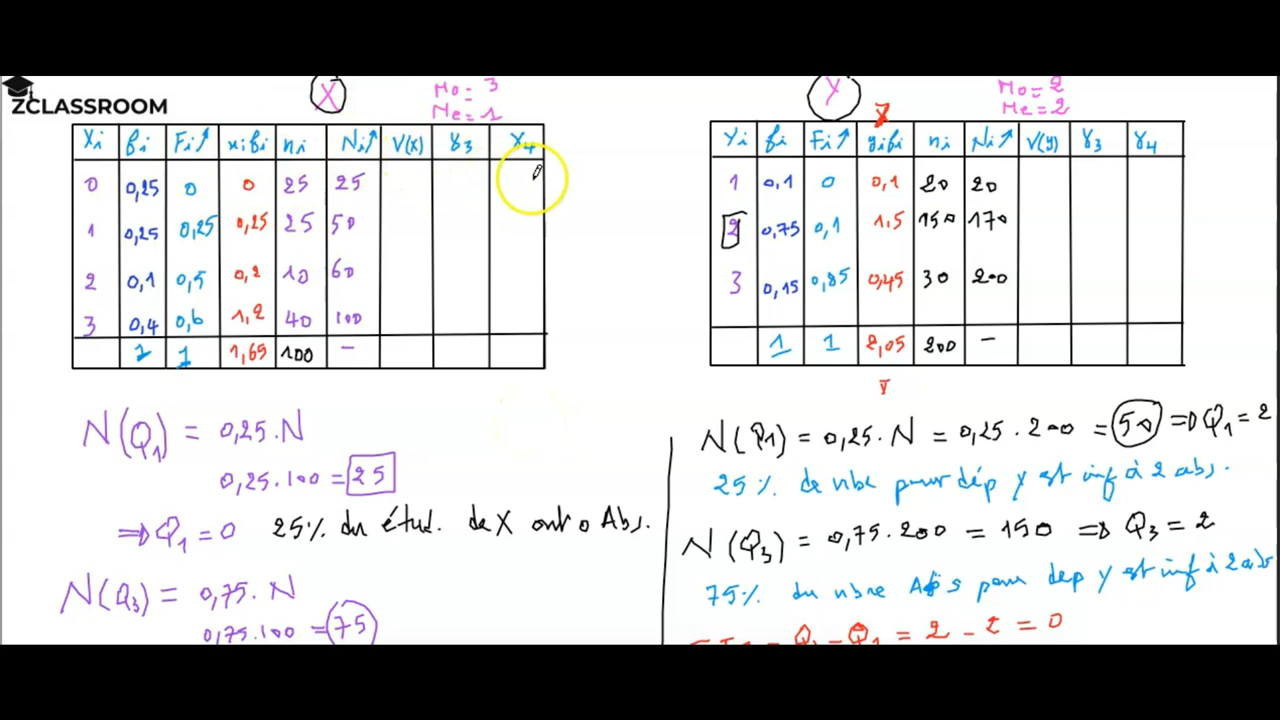 ZCLASSROOM
X
Mo = 3
Me = 1
xi fi Fi↗ xifi ni Ni↗ V(x) γ3 γ4
0 0,25 0 0 25 25
1 0,25 0,25 0,25 25 50
2 0,1 0,5 0,2 10 60
3 0,4 0,6 1,2 40 100
1 1 1,65 100 –
N(Q1) = 0,25.N
0,25.100 = 25
⇒ Q1 = 0 25% du étud. de X ont 0 Abs.
N(Q3) = 0,75.N
0,75.100 = 75
Y
Mo = 2
Me = 2
Yi fi Fi↗ yifi ni Ni↗ V(y) γ3 γ4
1 0,1 0 0,1 20 20
2 0,75 0,1 1.5 150 170
3 0,15 0,85 0,45 30 200
1 1 2,05 200 –
N(Q1) = 0,25.N = 0,25.200 = 50 ⇒ Q1 = 2
25% de nbe pour dép Y est inf à 2 abs.
N(Q3) = 0,75.200 = 150 ⇒ Q3 = 2
75% du nbre Abs pour dep Y est inf à 2 abs
= 2 - 2 = 0